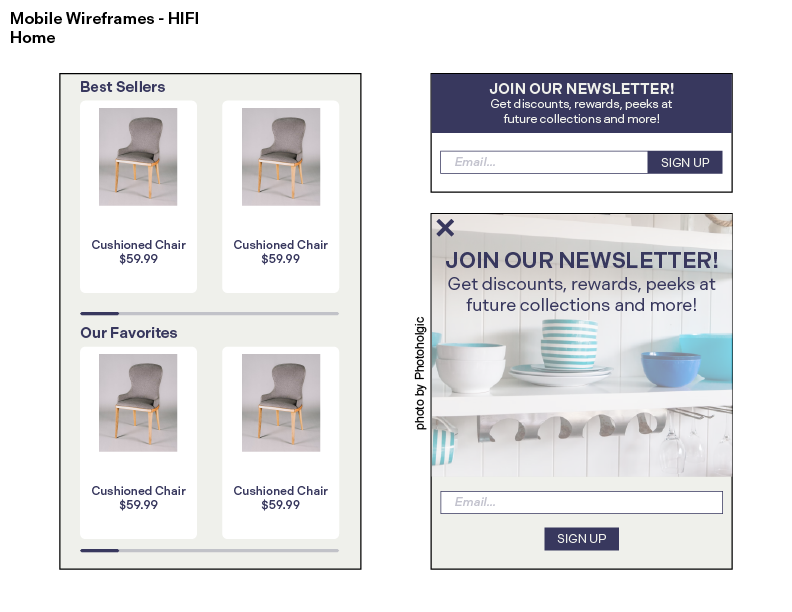 Mobile Wireframes - HIFI
Home
Best Sellers
Cushioned Chair
$59.99
Cushioned Chair
$59.99
Our Favorites
Cushioned Chair
$59.99
Cushioned Chair
$59.99
JOIN OUR NEWSLETTER!
Get discounts, rewards, peeks at
future collections and more!
Email...
SIGN UP
JOIN OUR NEWSLETTER!
Get discounts, rewards, peeks at
future collections and more!
photo by Photoholgic
Email...
SIGN UP